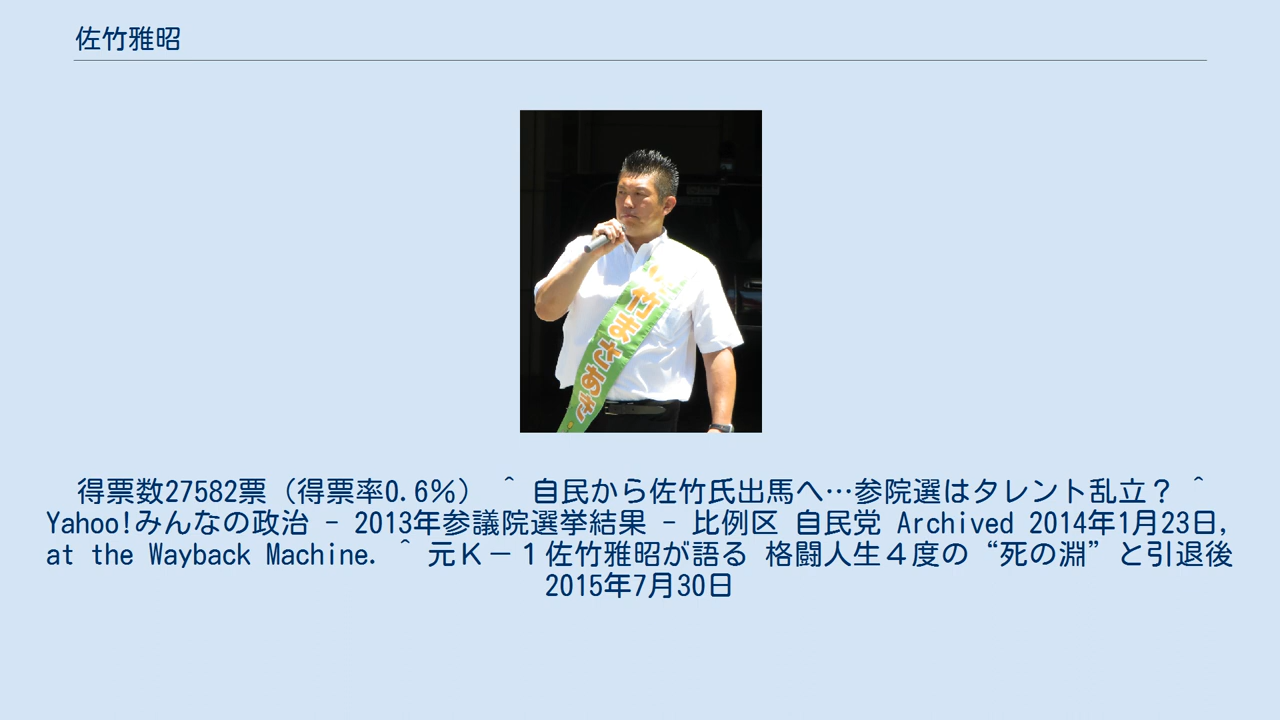 佐竹雅昭
竹まさあき
得票数27582票（得票率0.6％） ^ 自民から佐竹氏出馬へ…参院選はタレント乱立？ ^
Yahoo!みんなの政治 - 2013年参議院選挙結果 - 比例区 自民党 Archived 2014年1月23日,
at the Wayback Machine. ^ 元Ｋ－１佐竹雅昭が語る 格闘人生４度の“死の淵”と引退後
2015年7月30日